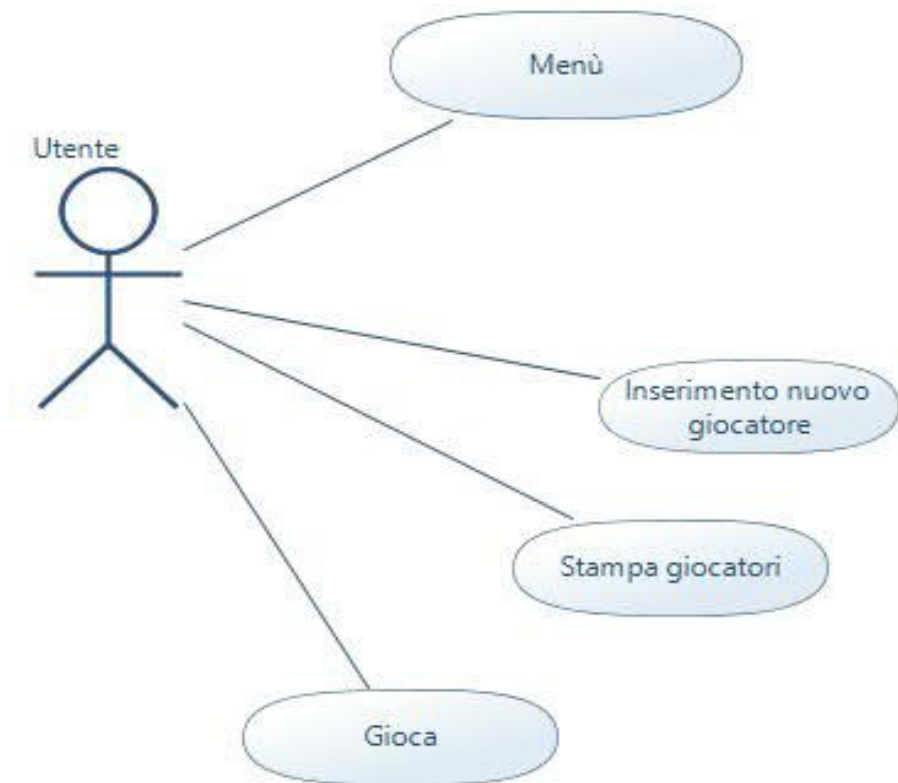 Menù
Utente
Inserimento nuovo
giocatore
Stampa giocatori
Gioca